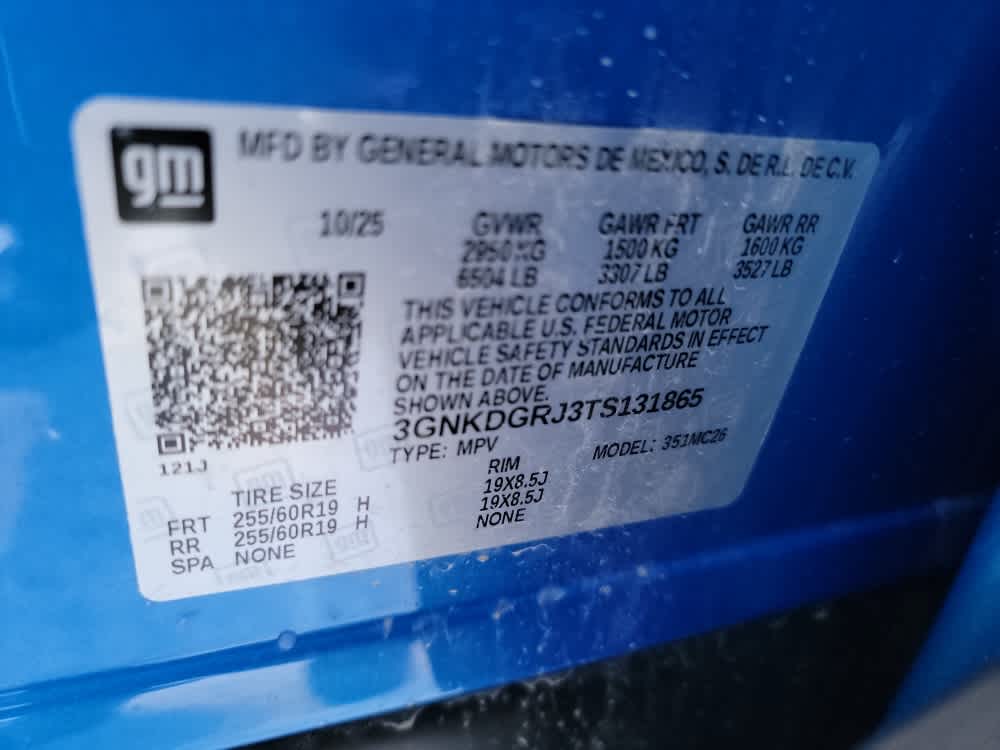 gm
MFD BY GENERAL MOTORS DE MEXICO, S. DE R.L. DE C.V.
10/25 GVWR GAWR FRT GAWR RR
2950 KG 1500 KG 1600 KG
6504 LB 3307 LB 3527 LB
THIS VEHICLE CONFORMS TO ALL
APPLICABLE U.S. FEDERAL MOTOR
VEHICLE SAFETY STANDARDS IN EFFECT
ON THE DATE OF MANUFACTURE
SHOWN ABOVE.
3GNKDGRJ3TS131865
TYPE: MPV MODEL: 351MC26
121J
TIRE SIZE RIM
FRT 255/60R19 H 19X8.5J
RR 255/60R19 H 19X8.5J
SPA NONE NONE